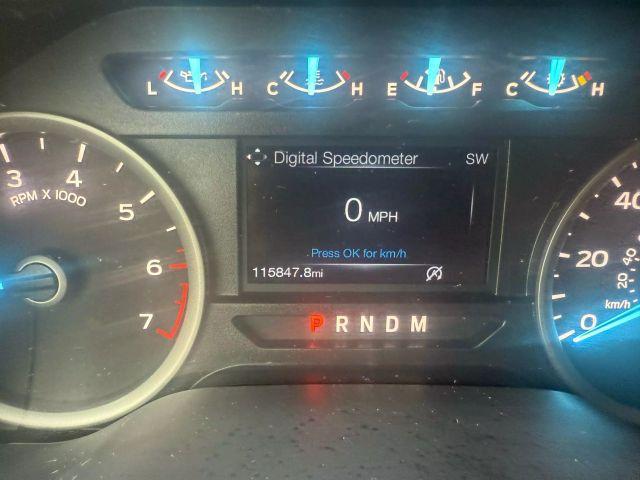 L H C H E F C H
Digital Speedometer SW
0 MPH
Press OK for km/h
115847.8mi
P R N D M
3 4 5 6 7
RPM X 1000
0 20 40
20 40
km/h